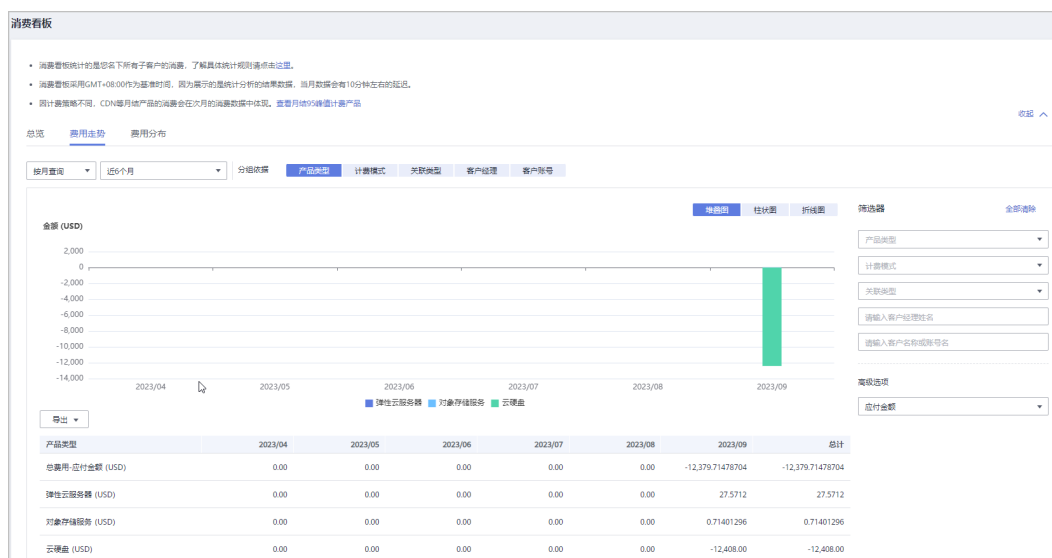 消费看板
• 消费看板统计的是您名下所有子客户的消费，了解具体统计规则请点击这里。
• 消费看板采用GMT+08:00作为基准时间，因为展示的是统计分析的结果数据，当月数据会有10分钟左右的延迟。
• 因计费策略不同，CDN等月结产品的消费会在次月的消费数据中体现。查看月结95峰值计费产品
收起
总览 费用走势 费用分布
按月查询 近6个月 分组依据 产品类型 计费模式 关联类型 客户经理 客户账号
堆叠图 柱状图 折线图
筛选器 全部清除
金额 (USD)
2,000
0
-2,000
-4,000
-6,000
-8,000
-10,000
-12,000
-14,000
2023/04 2023/05 2023/06 2023/07 2023/08 2023/09
弹性云服务器 对象存储服务 云硬盘
产品类型
计费模式
关联类型
请输入客户经理姓名
请输入客户名称或账号名
高级选项
应付金额
导出
产品类型 2023/04 2023/05 2023/06 2023/07 2023/08 2023/09 总计
总费用-应付金额 (USD) 0.00 0.00 0.00 0.00 0.00 -12,379.71478704 -12,379.71478704
弹性云服务器 (USD) 0.00 0.00 0.00 0.00 0.00 27.5712 27.5712
对象存储服务 (USD) 0.00 0.00 0.00 0.00 0.00 0.71401296 0.71401296
云硬盘 (USD) 0.00 0.00 0.00 0.00 0.00 -12,408.00 -12,408.00